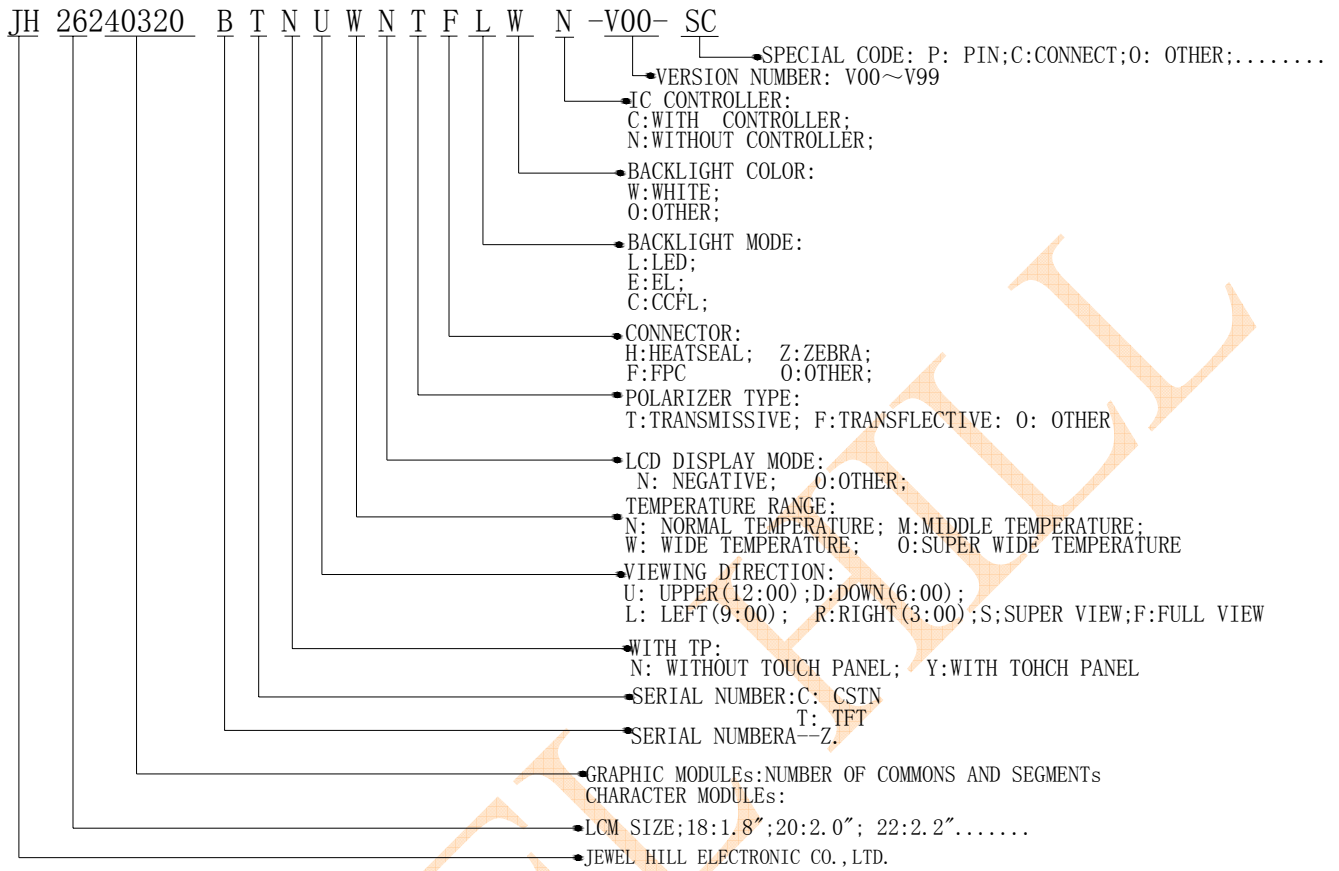 JH 26240320 B T N U W N T F L W N -V00- SC
SPECIAL CODE: P: PIN;C:CONNECT;O: OTHER;........
VERSION NUMBER: V00～V99
IC CONTROLLER:
C:WITH CONTROLLER;
N:WITHOUT CONTROLLER;
BACKLIGHT COLOR:
W:WHITE;
O:OTHER;
BACKLIGHT MODE:
L:LED;
E:EL;
C:CCFL;
CONNECTOR:
H:HEATSEAL; Z:ZEBRA;
F:FPC O:OTHER;
POLARIZER TYPE:
T:TRANSMISSIVE; F:TRANSFLECTIVE: O: OTHER
LCD DISPLAY MODE:
N: NEGATIVE; O:OTHER;
TEMPERATURE RANGE:
N: NORMAL TEMPERATURE; M:MIDDLE TEMPERATURE;
W: WIDE TEMPERATURE; O:SUPER WIDE TEMPERATURE
VIEWING DIRECTION:
U: UPPER(12:00);D:DOWN(6:00);
L: LEFT(9:00); R:RIGHT(3:00);S;SUPER VIEW;F:FULL VIEW
WITH TP:
N: WITHOUT TOUCH PANEL; Y:WITH TOHCH PANEL
SERIAL NUMBER:C: CSTN
T: TFT
SERIAL NUMBERA--Z.
GRAPHIC MODULEs:NUMBER OF COMMONS AND SEGMENTs
CHARACTER MODULEs:
LCM SIZE;18:1.8″;20:2.0″; 22:2.2″.......
JEWEL HILL ELECTRONIC CO.,LTD.
HILL